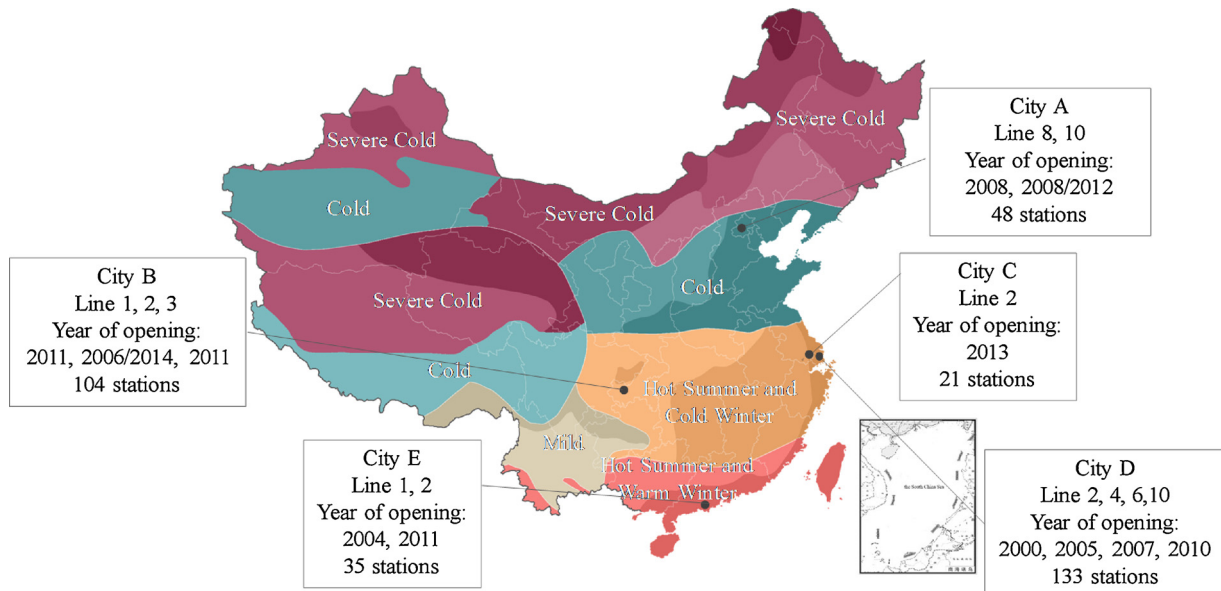 City A
Line 8, 10
Year of opening:
2008, 2008/2012
48 stations
Severe Cold
Severe Cold
Cold
Severe Cold
City B
Line 1, 2, 3
Year of opening:
2011, 2006/2014, 2011
104 stations
City C
Line 2
Year of opening:
2013
21 stations
Cold
Severe Cold
Cold
Hot Summer and
Cold Winter
Mild
Hot Summer and
Warm Winter
City E
Line 1, 2
Year of opening:
2004, 2011
35 stations
the South China Sea
City D
Line 2, 4, 6,10
Year of opening:
2000, 2005, 2007, 2010
133 stations